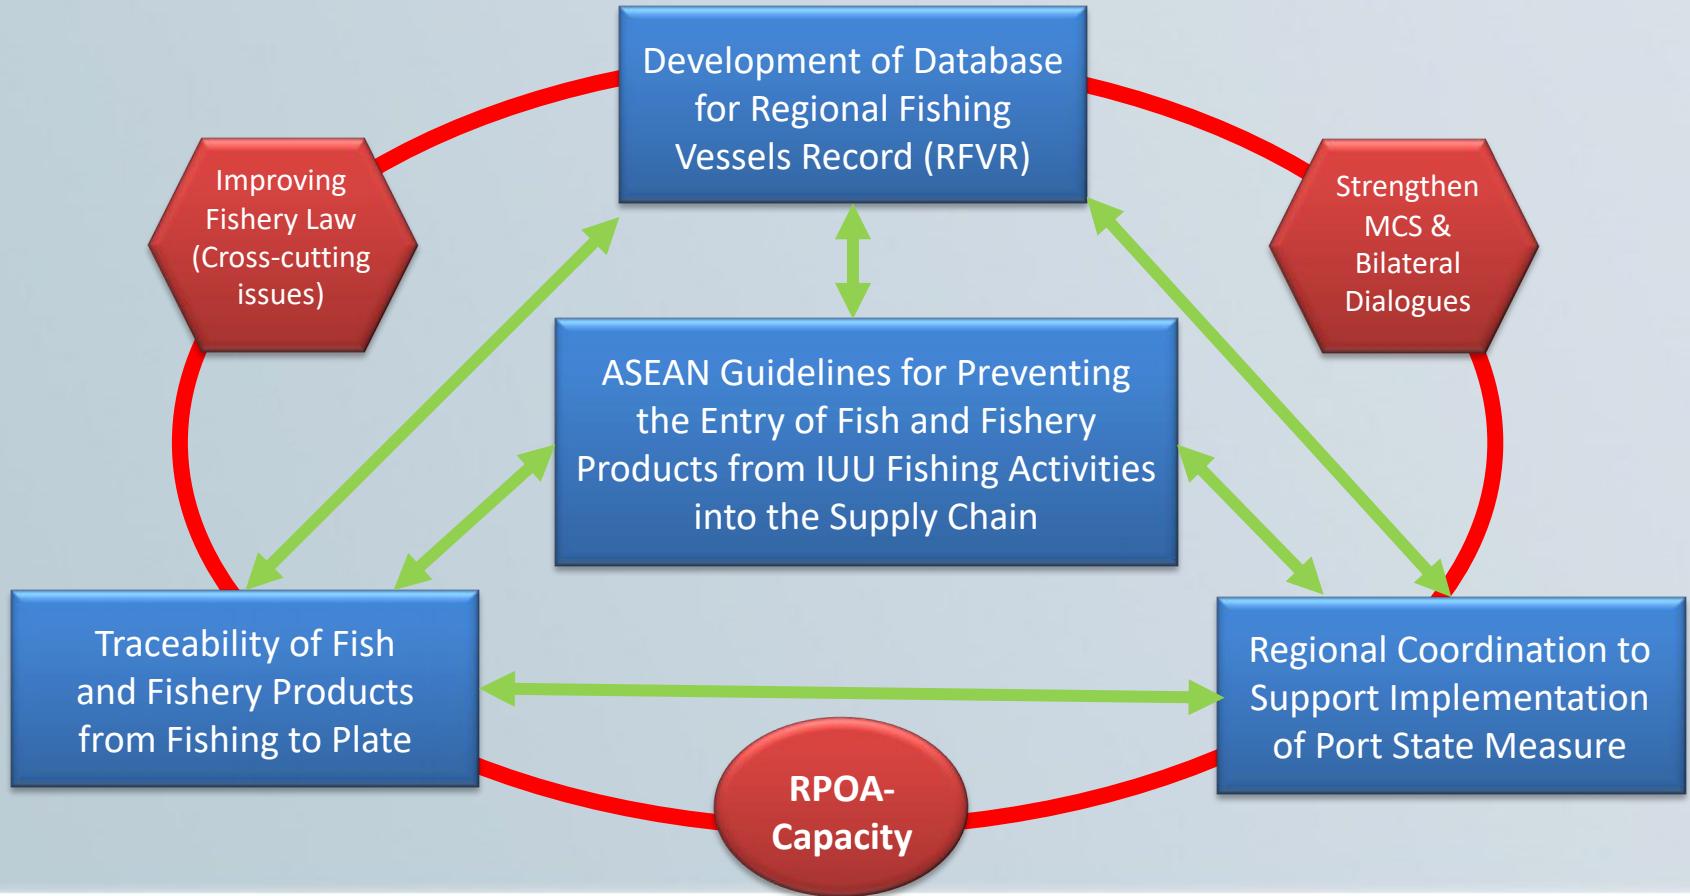 Development of Database
for Regional Fishing
Vessels Record (RFVR)
Improving
Fishery Law
(Cross-cutting
issues)
Strengthen
MCS &
Bilateral
Dialogues
ASEAN Guidelines for Preventing
the Entry of Fish and Fishery
Products from IUU Fishing Activities
into the Supply Chain
Traceability of Fish
and Fishery Products
from Fishing to Plate
Regional Coordination to
Support Implementation
of Port State Measure
RPOA-
Capacity